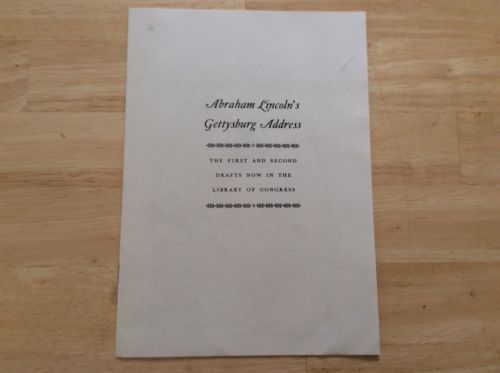 Abraham Lincoln's
Gettysburg Address
THE FIRST AND SECOND
DRAFTS NOW IN THE
LIBRARY OF CONGRESS